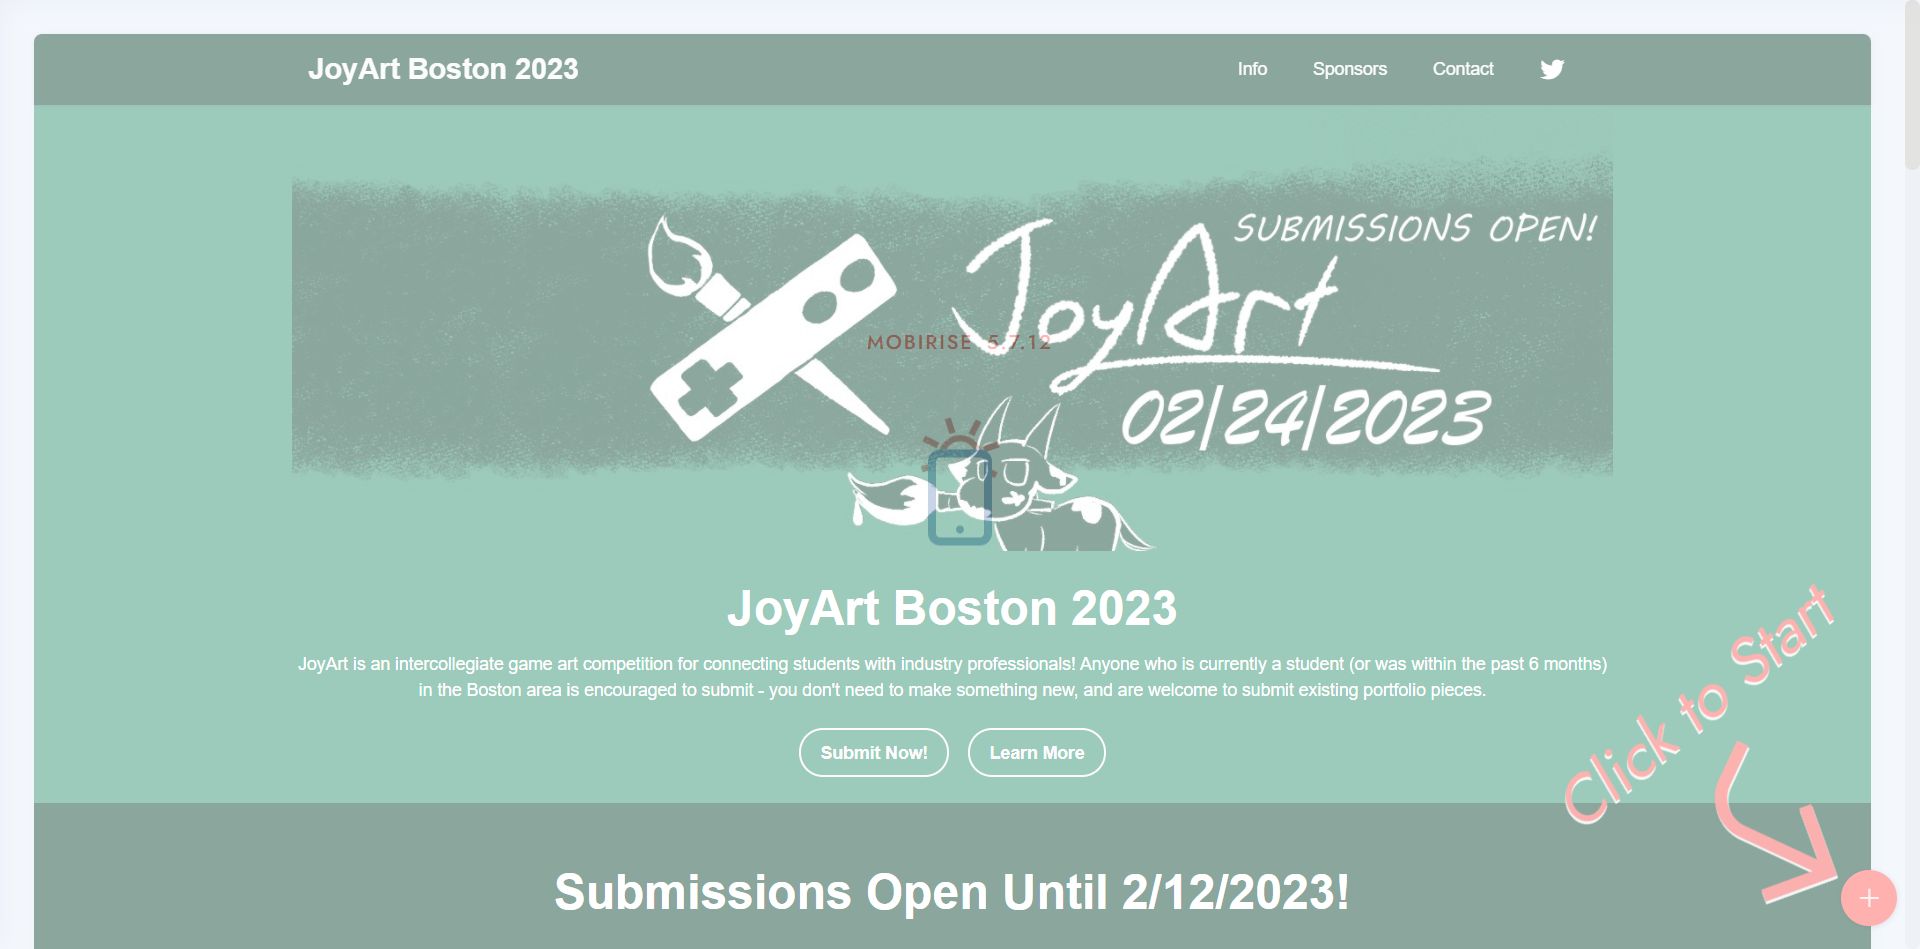 JoyArt Boston 2023
Info
Sponsors
Contact
SUBMISSIONS OPEN!
JoyArt
MOBIRISE 5.7.12
02/24/2023
JoyArt Boston 2023
JoyArt is an intercollegiate game art competition for connecting students with industry professionals! Anyone who is currently a student (or was within the past 6 months)
in the Boston area is encouraged to submit - you don't need to make something new, and are welcome to submit existing portfolio pieces.
Submit Now!
Learn More
Click to Start
Submissions Open Until 2/12/2023!